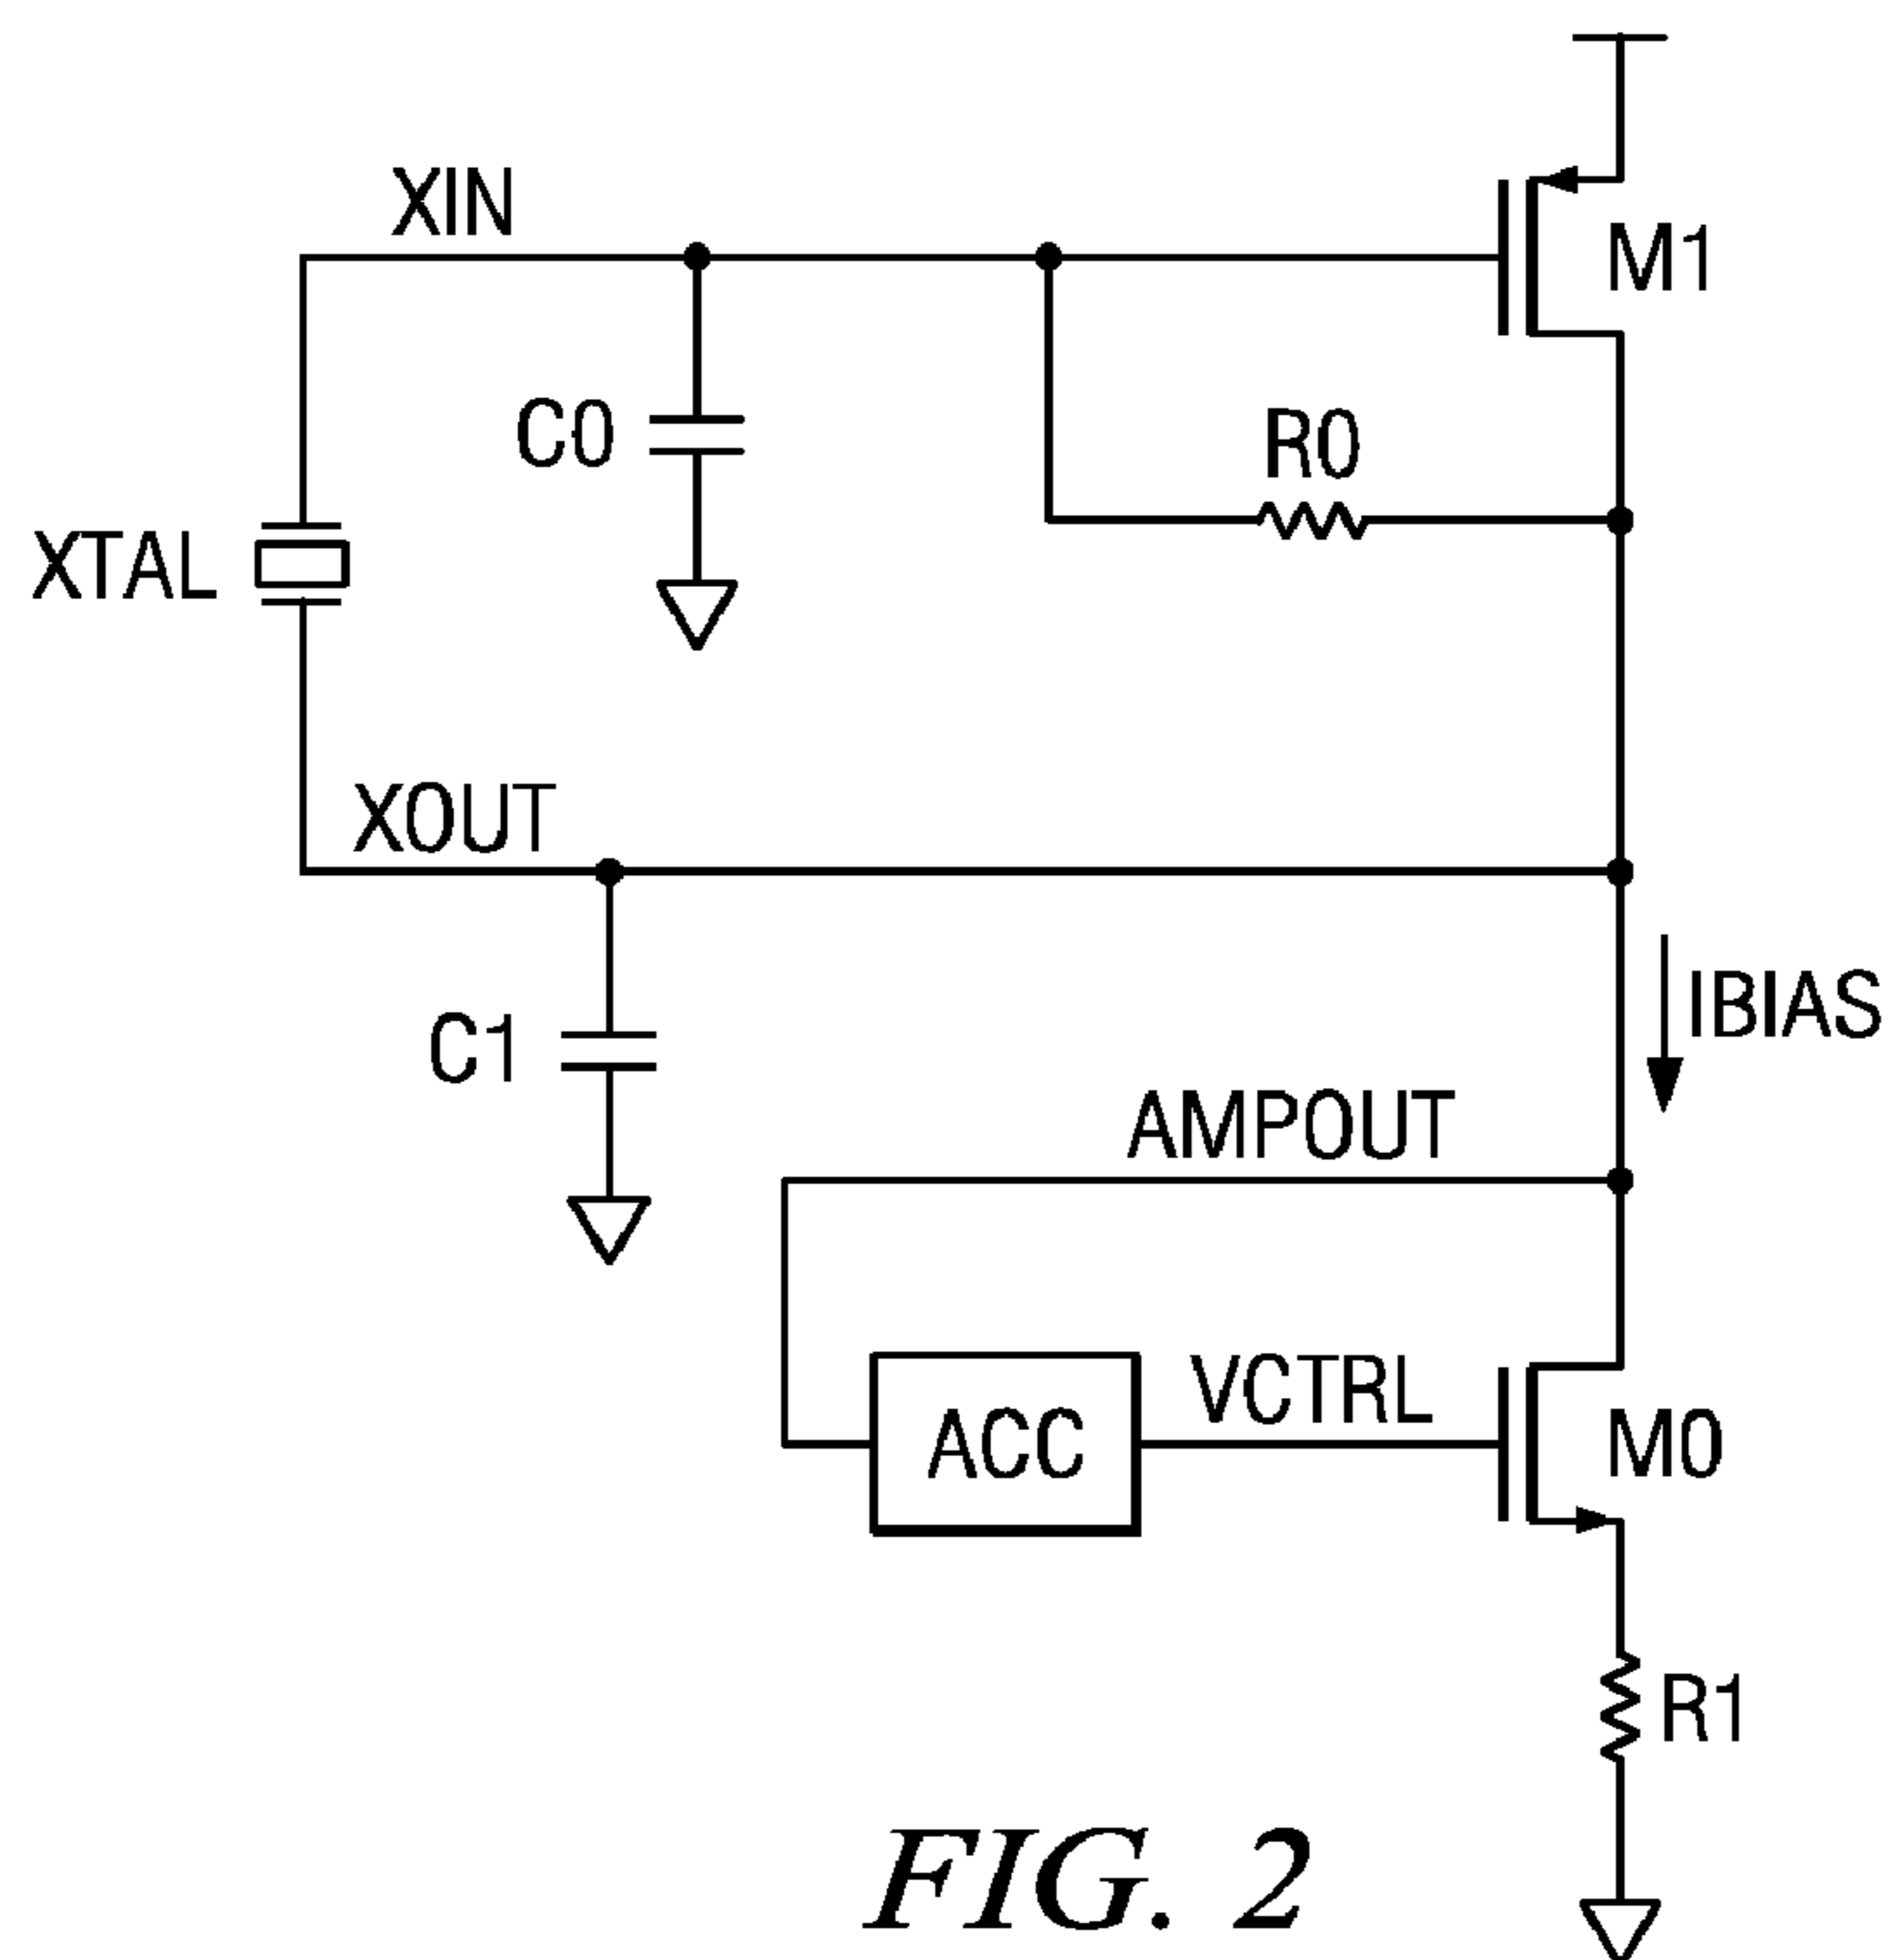 XIN
M1
C0
R0
XTAL
XOUT
IBIAS
C1
AMPOUT
VCTRL
ACC
M0
R1
FIG. 2